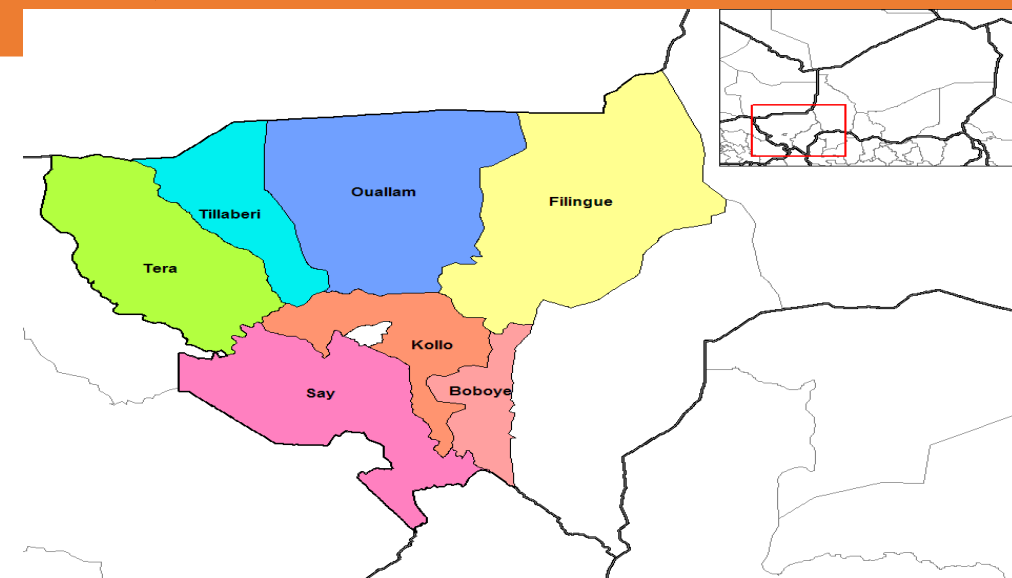 Ouallam
Filingue
Tillaberi
Tera
Kollo
Say
Boboye